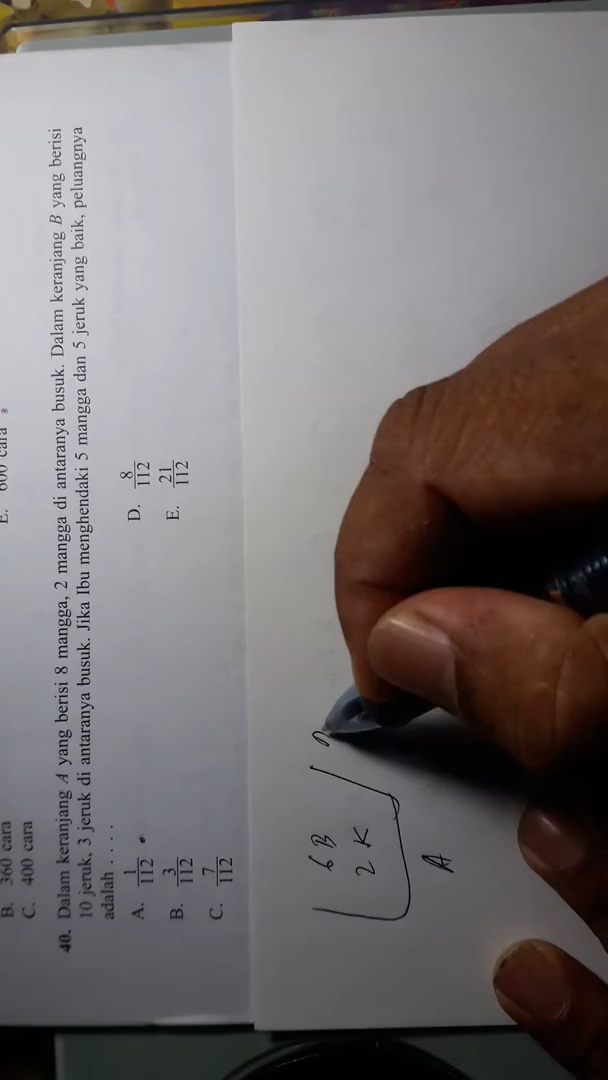 E. 600 cara
B. 360 cara
C. 400 cara
40. Dalam keranjang A yang berisi 8 mangga, 2 mangga di antaranya busuk. Dalam keranjang B yang berisi
10 jeruk, 3 jeruk di antaranya busuk. Jika Ibu menghendaki 5 mangga dan 5 jeruk yang baik, peluangnya
adalah . . . .
A. 1/112 D. 8/112
B. 3/112 E. 21/112
C. 7/112
6 B
2 K
A